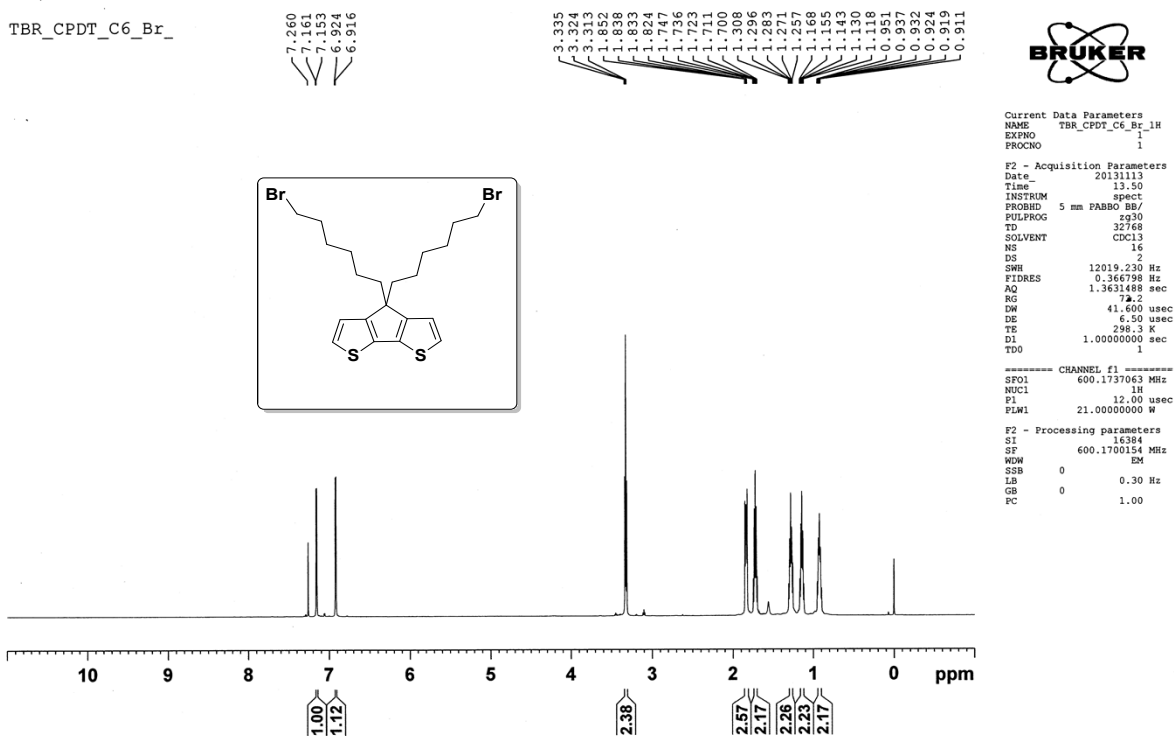 TBR_CPDT_C6_Br_
7.260
7.161
7.153
6.924
6.916
3.335
3.324
3.313
1.852
1.838
1.833
1.824
1.747
1.736
1.723
1.711
1.700
1.308
1.296
1.283
1.271
1.257
1.168
1.155
1.143
1.130
1.118
0.951
0.937
0.932
0.924
0.919
0.911
BRUKER
Current Data Parameters
NAME TBR_CPDT_C6_Br_1H
EXPNO 1
PROCNO 1
F2 - Acquisition Parameters
Date_ 20131113
Time 13.50
INSTRUM spect
PROBHD 5 mm PABBO BB/
PULPROG zg30
TD 32768
SOLVENT CDCl3
NS 16
DS 2
SWH 12019.230 Hz
FIDRES 0.366798 Hz
AQ 1.3631488 sec
RG
DW 41.600 usec
DE 6.50 usec
TE 298.3 K
D1 1.00000000 sec
TD0 1
======== CHANNEL f1 ========
SFO1 600.1737063 MHz
NUC1 1H
P1 12.00 usec
PLW1 21.00000000 W
F2 - Processing parameters
SI 16384
SF 600.1700154 MHz
WDW EM
SSB 0
LB 0.30 Hz
GB 0
PC 1.00
Br Br
S S
10 9 8 7 6 5 4 3 2 1 0 ppm
1.00
1.12
2.38
2.57
2.17
2.26
2.23
2.17